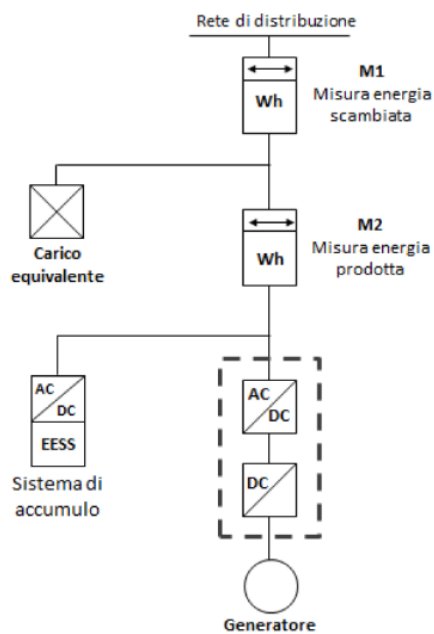 Rete di distribuzione
M1
Wh
Misura energia
scambiata
M2
Carico
equivalente
Wh
Misura energia
prodotta
AC
DC
EESS
AC
DC
DC
Sistema di
accumulo
Generatore